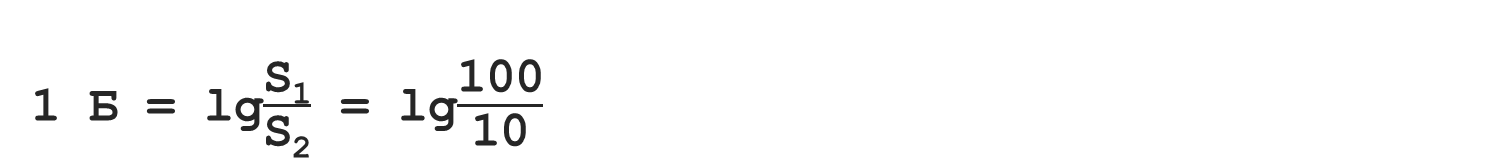 1 Б = lg S₁/S₂ = lg 100/10